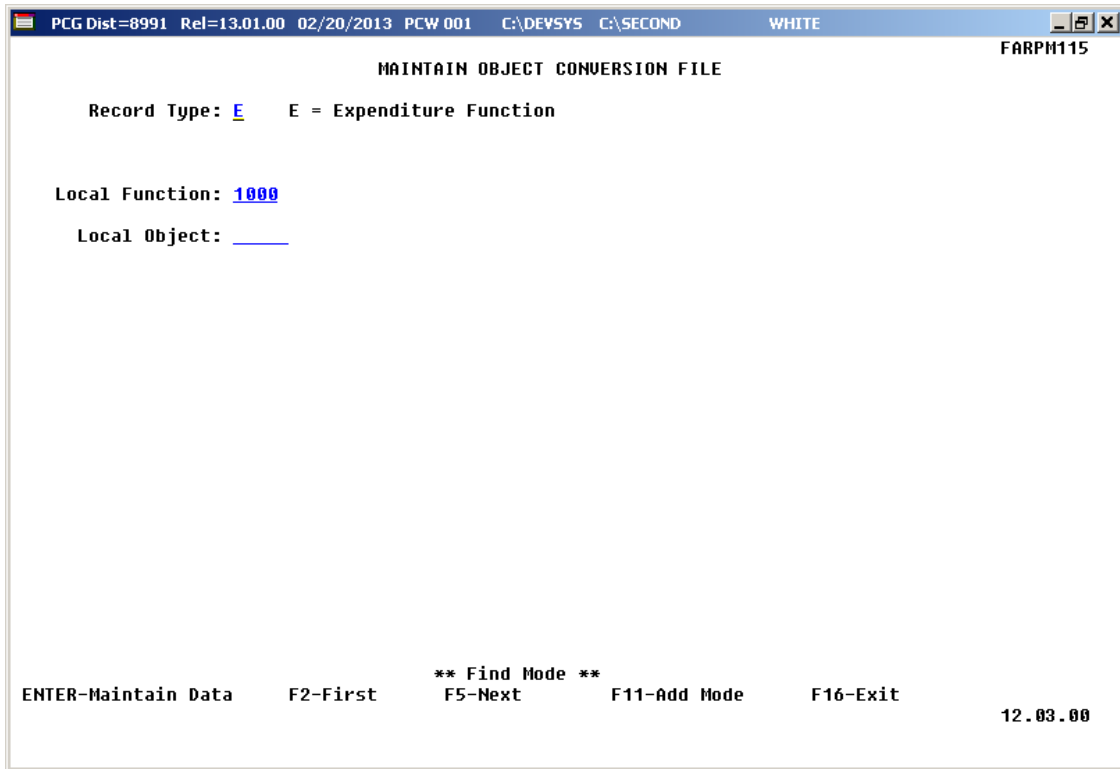 PCG Dist=8991 Rel=13.01.00 02/20/2013 PCW 001 C:\DEVSYS C:\SECOND WHITE
FARPM115
MAINTAIN OBJECT CONVERSION FILE
Record Type: E E = Expenditure Function
Local Function: 1000
Local Object: _____
** Find Mode **
ENTER-Maintain Data F2-First F5-Next F11-Add Mode F16-Exit
12.03.00